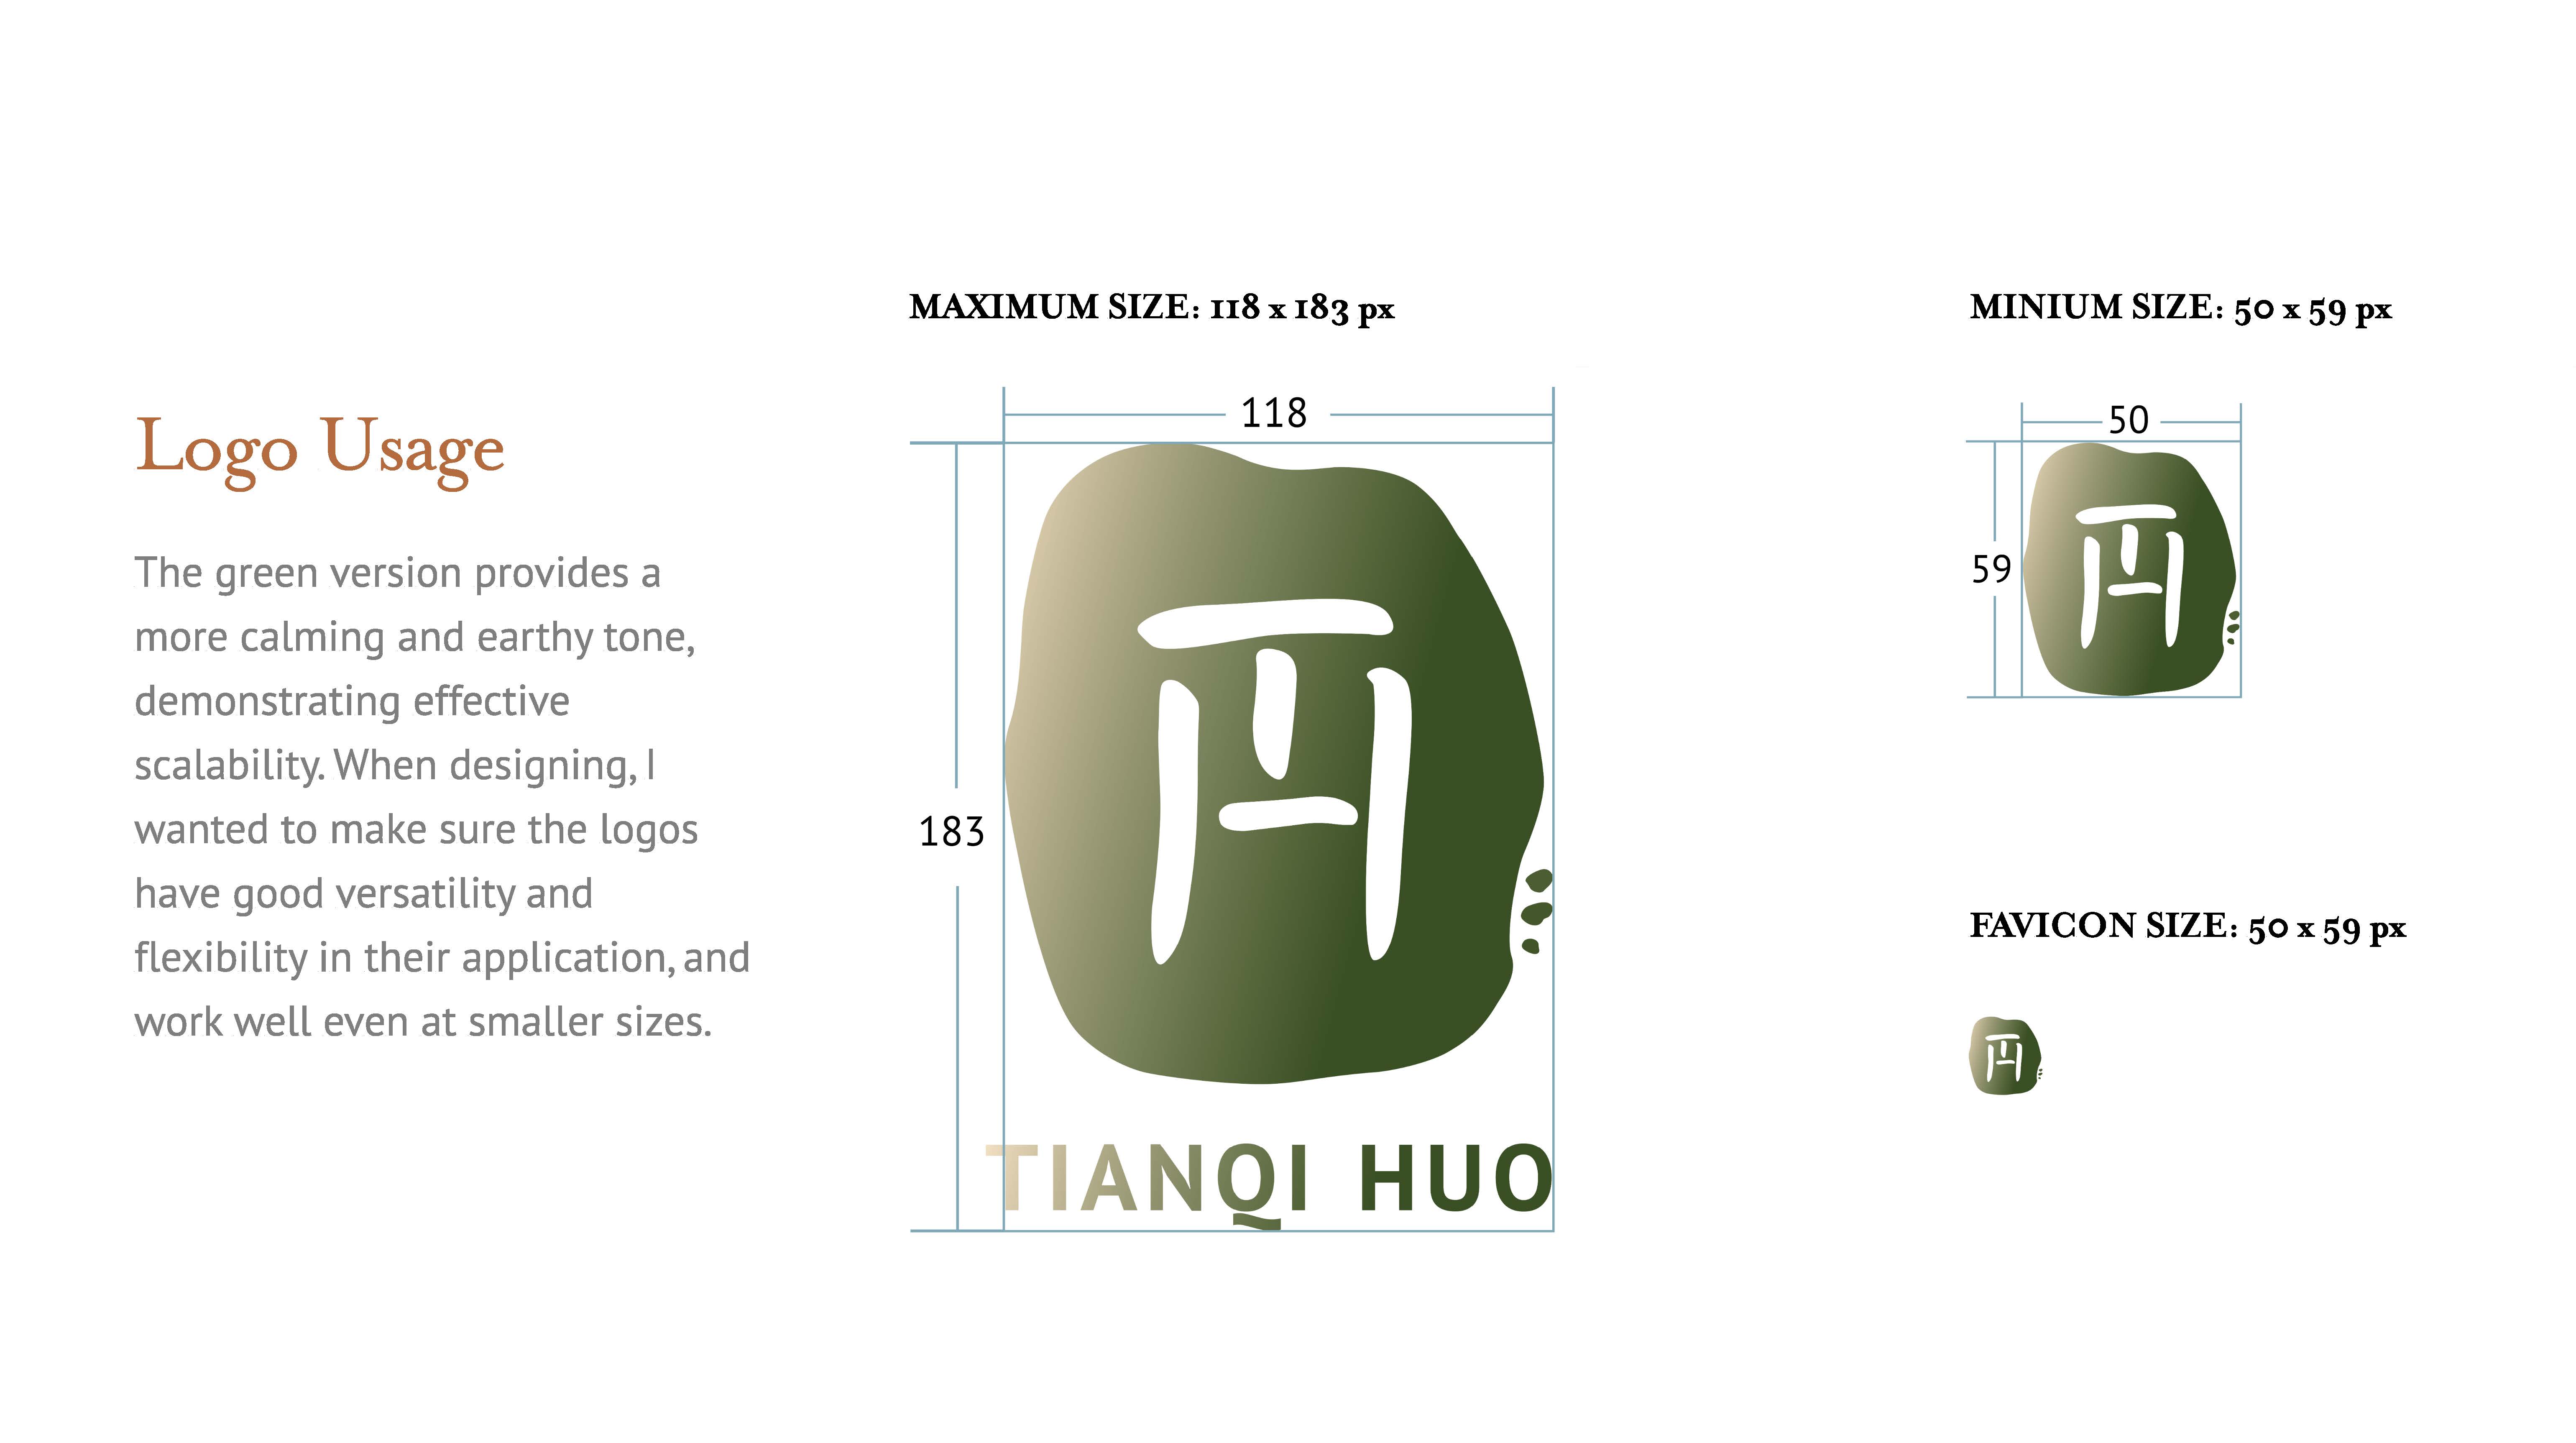 Logo Usage
The green version provides a
more calming and earthy tone,
demonstrating effective
scalability. When designing, I
wanted to make sure the logos
have good versatility and
flexibility in their application, and
work well even at smaller sizes.
MAXIMUM SIZE: 118 x 183 px
118
183
TIANQI HUO
MINIUM SIZE: 50 x 59 px
50
59
FAVICON SIZE: 50 x 59 px